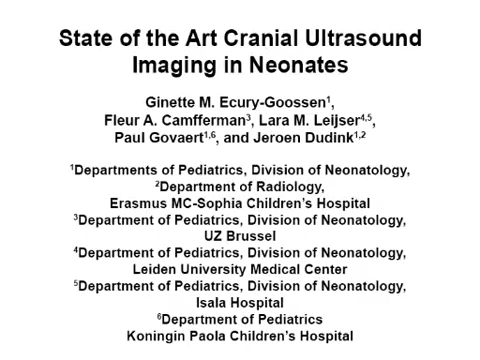 State of the Art Cranial Ultrasound
Imaging in Neonates
Ginette M. Ecury-Goossen¹,
Fleur A. Camfferman³, Lara M. Leijser⁴,⁵,
Paul Govaert¹,⁶, and Jeroen Dudink¹,²
¹Departments of Pediatrics, Division of Neonatology,
²Department of Radiology,
Erasmus MC-Sophia Children's Hospital
³Department of Pediatrics, Division of Neonatology,
UZ Brussel
⁴Department of Pediatrics, Division of Neonatology,
Leiden University Medical Center
⁵Department of Pediatrics, Division of Neonatology,
Isala Hospital
⁶Department of Pediatrics
Koningin Paola Children's Hospital